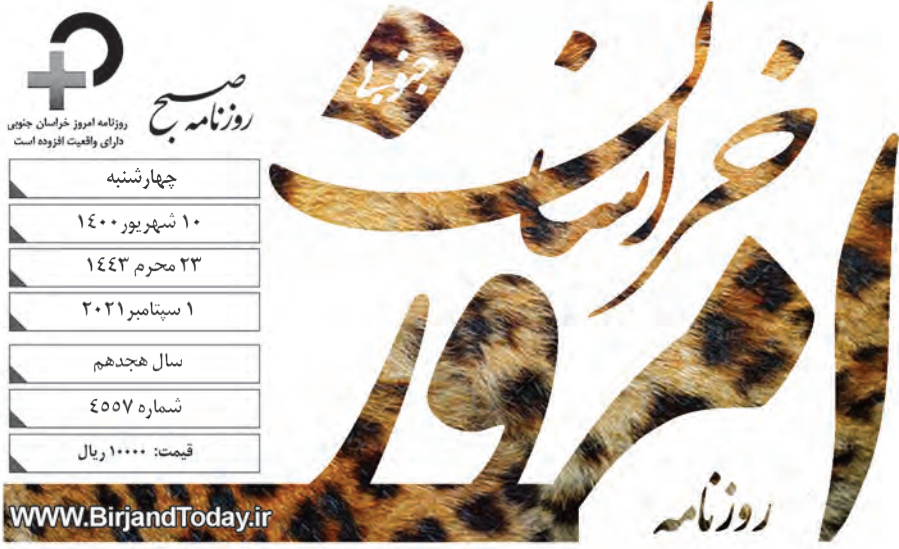 روزنامه
امروز
خراسان
جنوبی
روزنامه صبح
روزنامه امروز خراسان جنوبی
دارای واقعیت افزوده است
چهارشنبه
۱۰ شهریور ۱۴۰۰
۲۳ محرم ۱۴۴۳
۱ سپتامبر ۲۰۲۱
سال هجدهم
شماره ۴۵۵۷
قیمت: ۱۰۰۰۰ ریال
WWW.BirjandToday.ir